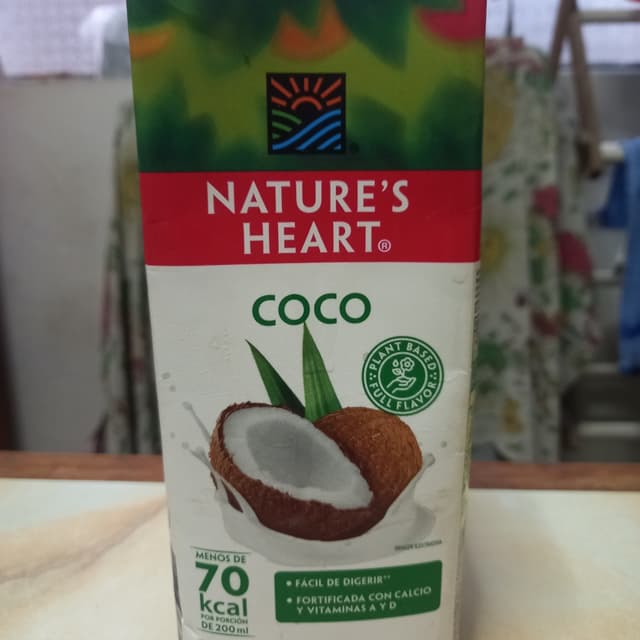 NATURE'S
HEART®
COCO
PLANT BASED
FULL FLAVOR
MENOS DE
70
kcal
POR PORCIÓN
DE 200ml
• FÁCIL DE DIGERIR**
• FORTIFICADA CON CALCIO
Y VITAMINAS A Y D